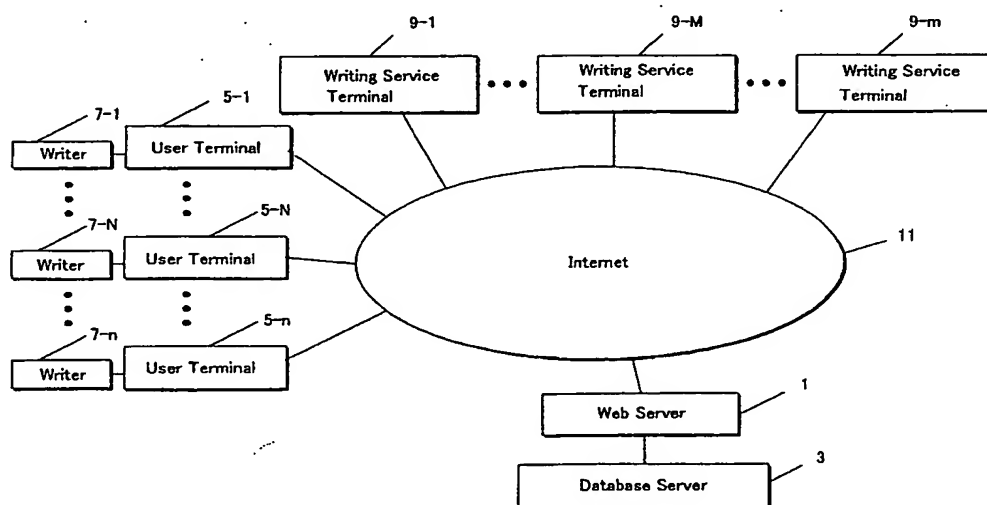 9-1
9-M
9-m
Writing Service
Terminal
•••
Writing Service
Terminal
•••
Writing Service
Terminal
7-1
5-1
Writer
User Terminal
7-N
5-N
Writer
User Terminal
11
Internet
7-n
5-n
Writer
User Terminal
1
Web Server
3
Database Server